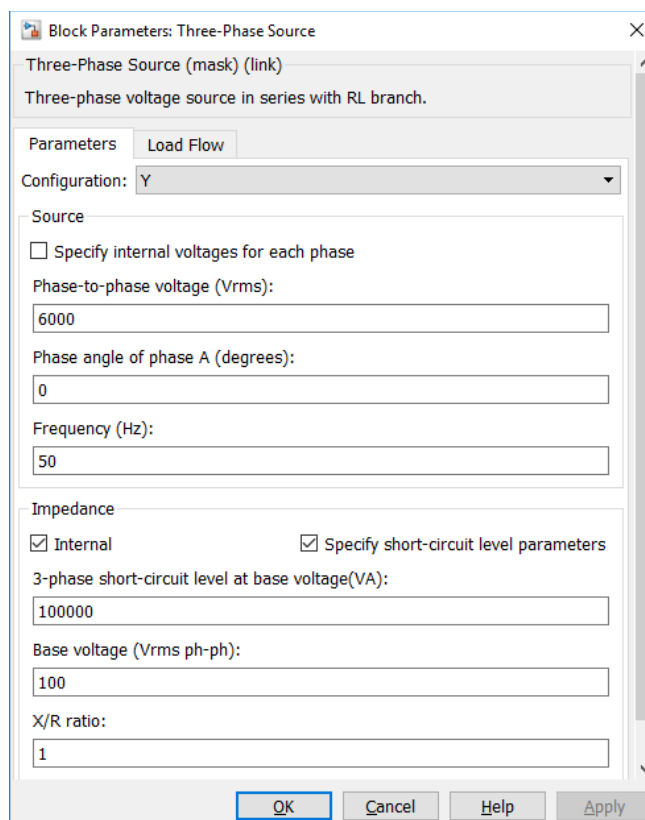 Block Parameters: Three-Phase Source
Three-Phase Source (mask) (link)
Three-phase voltage source in series with RL branch.
Parameters Load Flow
Configuration: Y
Source
Specify internal voltages for each phase
Phase-to-phase voltage (Vrms):
6000
Phase angle of phase A (degrees):
0
Frequency (Hz):
50
Impedance
Internal Specify short-circuit level parameters
3-phase short-circuit level at base voltage(VA):
100000
Base voltage (Vrms ph-ph):
100
X/R ratio:
1
OK Cancel Help Apply